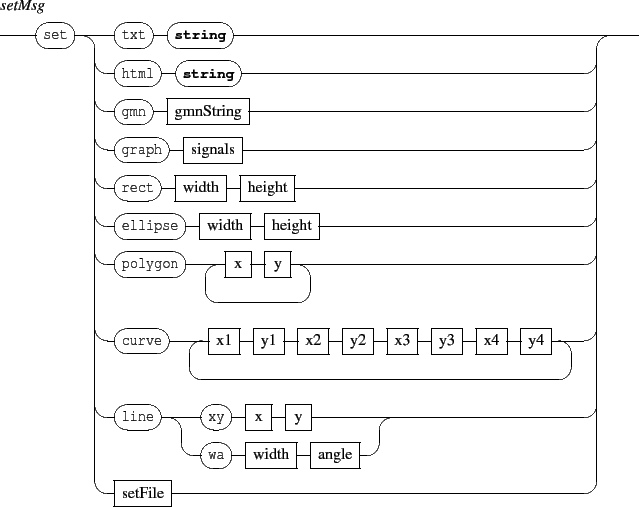 setMsg
set txt string
html string
gmn gmnString
graph signals
rect width height
ellipse width height
polygon x y
curve x1 y1 x2 y2 x3 y3 x4 y4
line xy x y
wa width angle
setFile